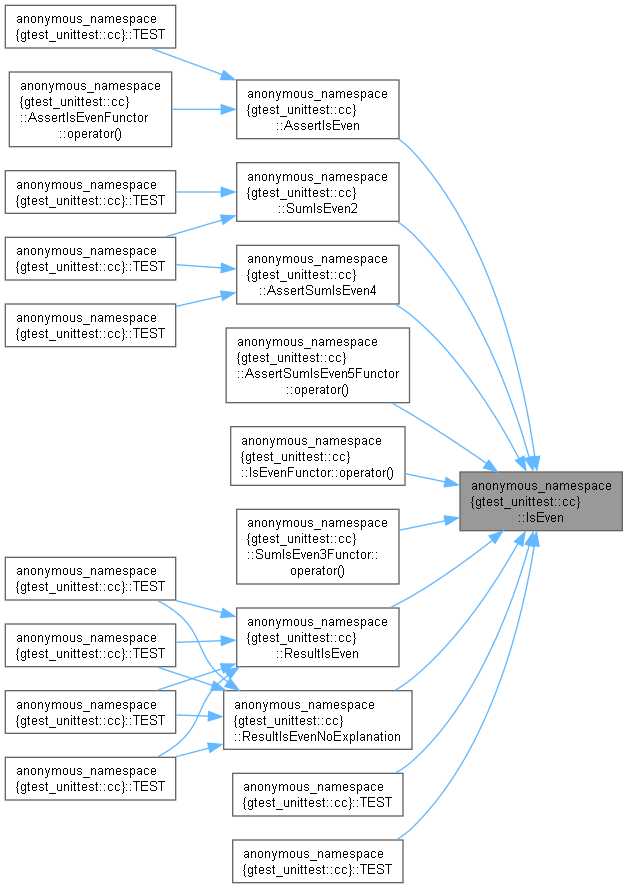 anonymous_namespace
{gtest_unittest::cc}::TEST
anonymous_namespace
{gtest_unittest::cc}
::AssertIsEvenFunctor
::operator()
anonymous_namespace
{gtest_unittest::cc}::TEST
anonymous_namespace
{gtest_unittest::cc}::TEST
anonymous_namespace
{gtest_unittest::cc}::TEST
anonymous_namespace
{gtest_unittest::cc}::TEST
anonymous_namespace
{gtest_unittest::cc}::TEST
anonymous_namespace
{gtest_unittest::cc}::TEST
anonymous_namespace
{gtest_unittest::cc}::TEST
anonymous_namespace
{gtest_unittest::cc}
::AssertIsEven
anonymous_namespace
{gtest_unittest::cc}
::SumIsEven2
anonymous_namespace
{gtest_unittest::cc}
::AssertSumIsEven4
anonymous_namespace
{gtest_unittest::cc}
::AssertSumIsEven5Functor
::operator()
anonymous_namespace
{gtest_unittest::cc}
::IsEvenFunctor::operator()
anonymous_namespace
{gtest_unittest::cc}
::SumIsEven3Functor::
operator()
anonymous_namespace
{gtest_unittest::cc}
::ResultIsEven
anonymous_namespace
{gtest_unittest::cc}
::ResultIsEvenNoExplanation
anonymous_namespace
{gtest_unittest::cc}::TEST
anonymous_namespace
{gtest_unittest::cc}::TEST
anonymous_namespace
{gtest_unittest::cc}
::IsEven